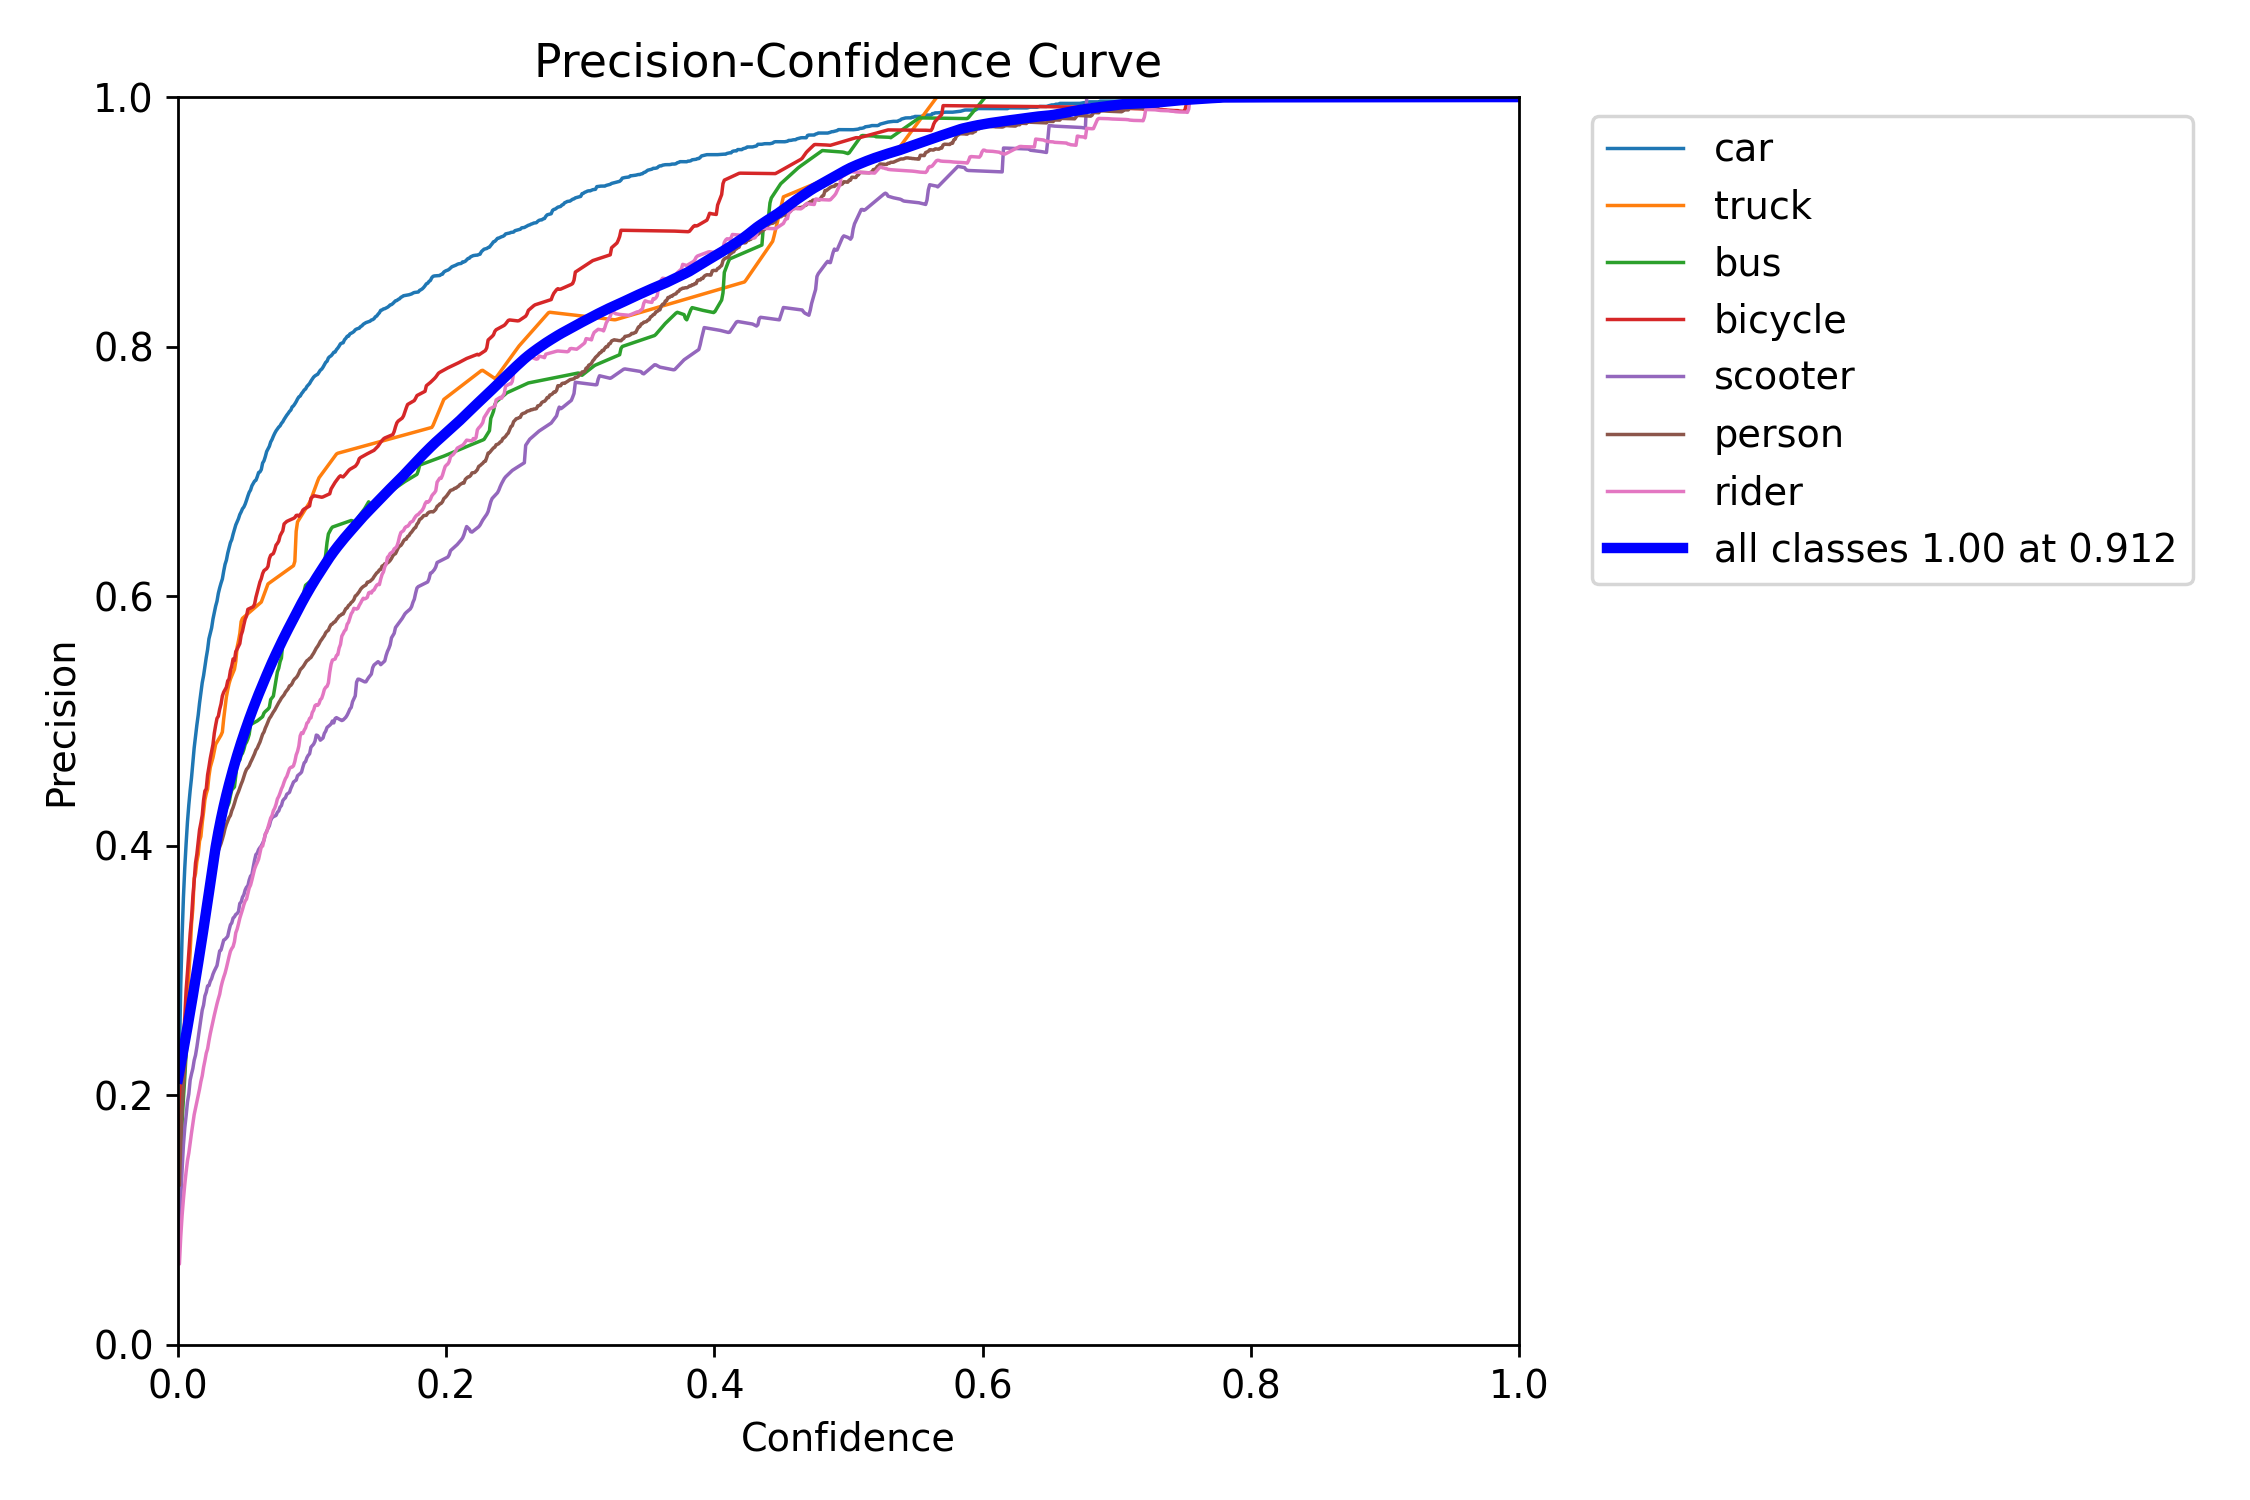 Precision-Confidence Curve
1.0
0.8
0.6
0.4
0.2
0.0
Precision
0.0 0.2 0.4 0.6 0.8 1.0
Confidence
car
truck
bus
bicycle
scooter
person
rider
all classes 1.00 at 0.912